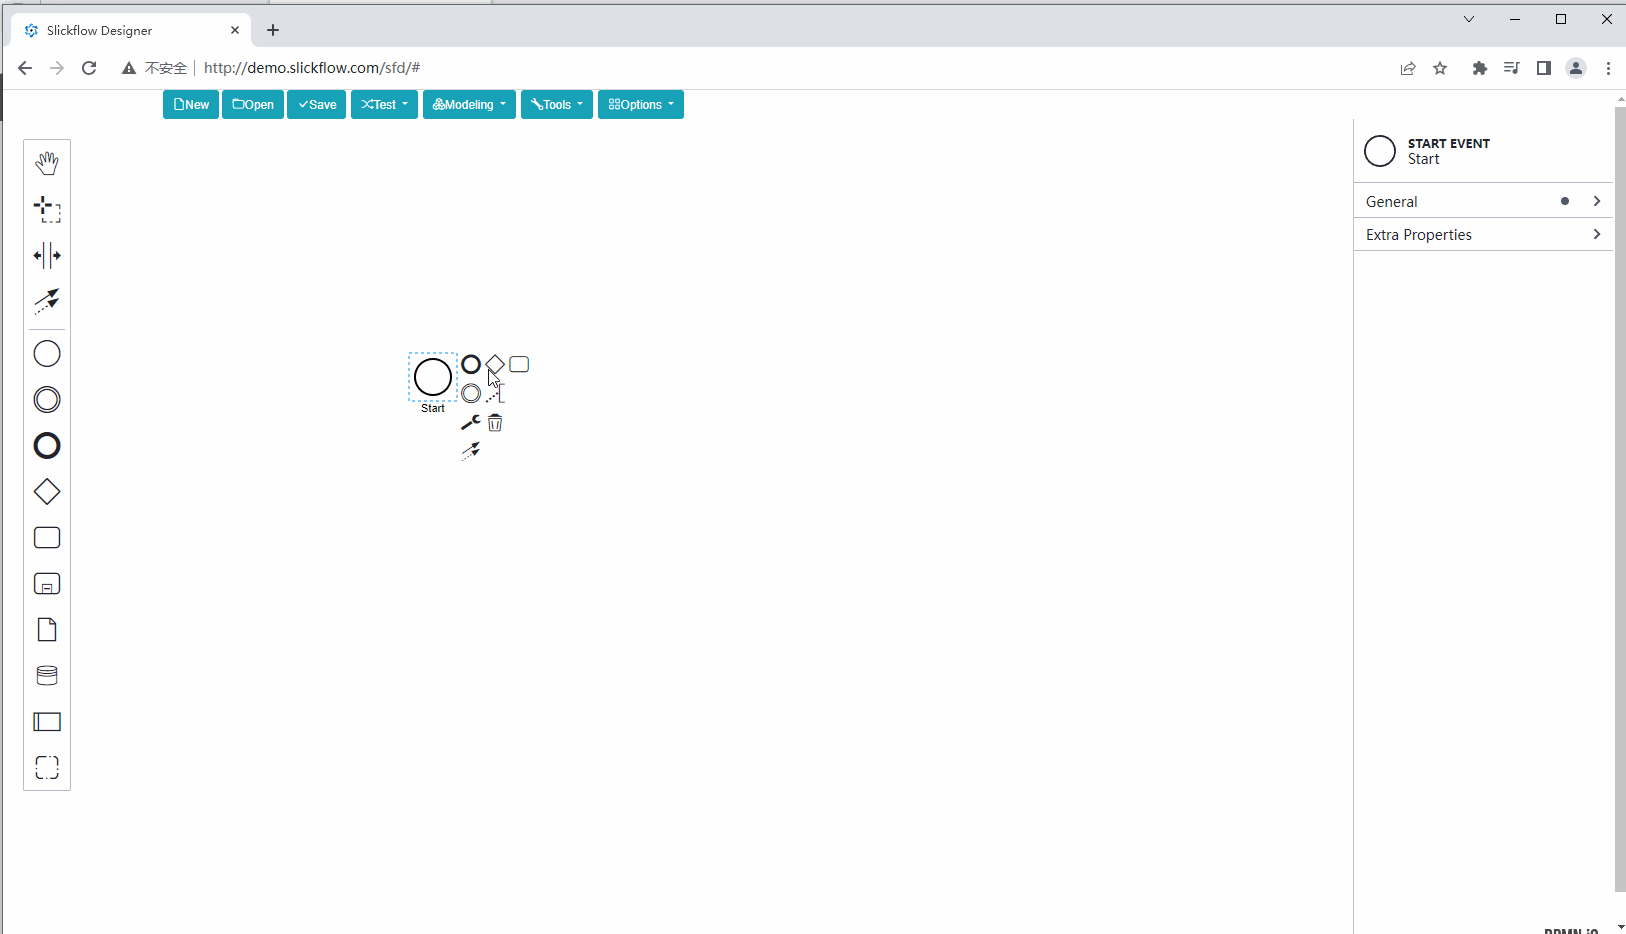 Slickflow Designer
不安全 http://demo.slickflow.com/sfd/#
New Open Save Test Modeling Tools Options
START EVENT
Start
General
Extra Properties
Start